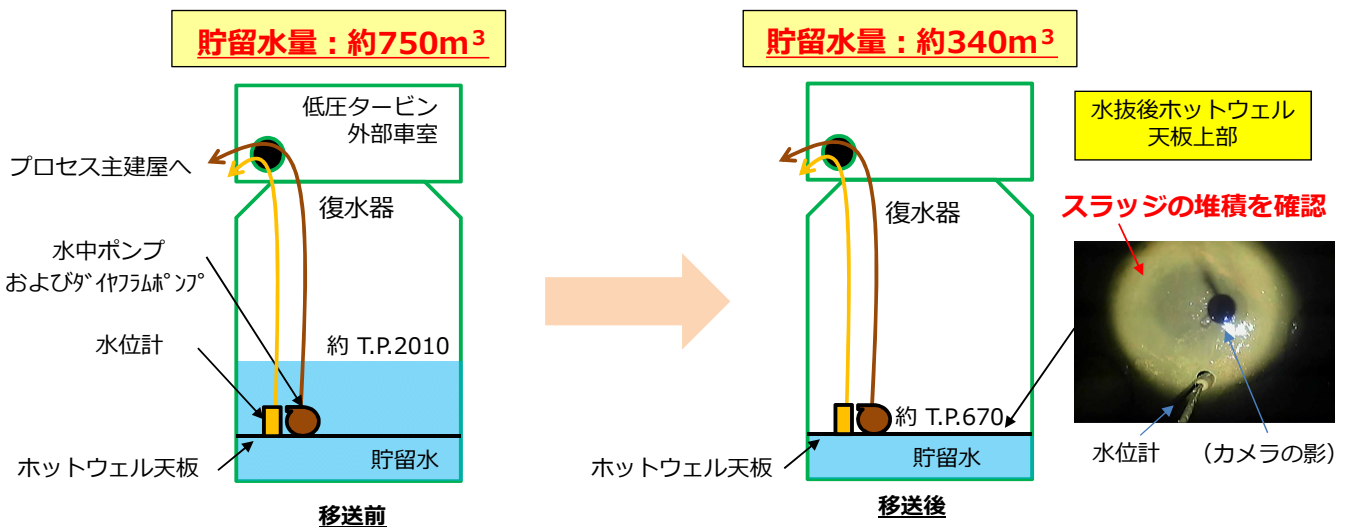 貯留水量：約750m³
貯留水量：約340m³
低圧タービン
外部車室
水抜後ホットウェル
天板上部
プロセス主建屋へ
復水器
復水器
スラッジの堆積を確認
水中ポンプ
およびﾀﾞｲﾔﾌﾗﾑﾎﾟﾝﾌﾟ
水位計
約 T.P.2010
約 T.P.670
ホットウェル天板
貯留水
ホットウェル天板
貯留水
水位計
（カメラの影）
移送前
移送後